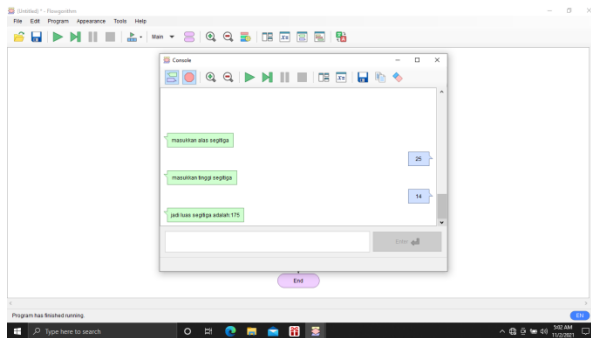 (Untitled) * - Flowgorithm
File Edit Program Appearance Tools Help
Main
Console
masukkan alas segitiga
25
masukkan tinggi segitiga
14
jadi luas segitiga adalah 175
Enter
End
Program has finished running.
EN
Type here to search
1:02 AM
11/2/2021